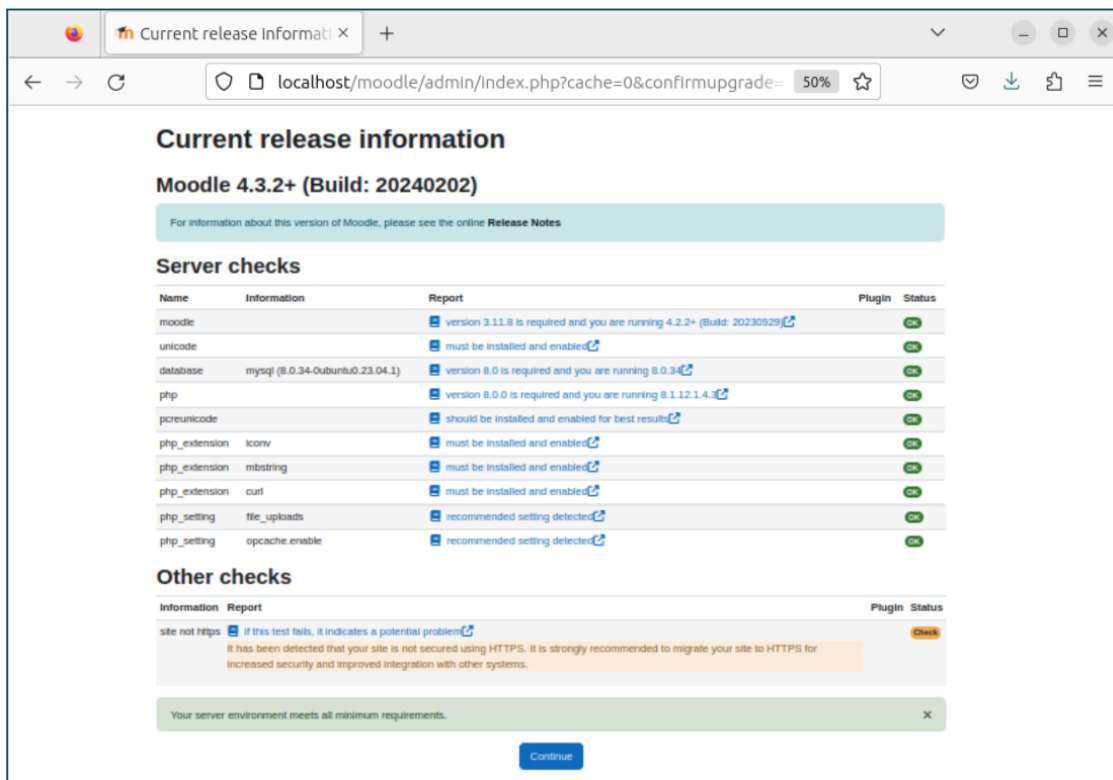 Current release informati
localhost/moodle/admin/index.php?cache=0&confirmupgrade= 50%
Current release information
Moodle 4.3.2+ (Build: 20240202)
For information about this version of Moodle, please see the online Release Notes
Server checks
Name Information Report Plugin Status
moodle version 3.11.8 is required and you are running 4.2.2+ (Build: 20230929) OK
unicode must be installed and enabled OK
database mysql (8.0.34-0ubuntu0.23.04.1) version 8.0 is required and you are running 8.0.34 OK
php version 8.0.0 is required and you are running 8.1.12.1.4.3 OK
pcreunicode should be installed and enabled for best results OK
php_extension iconv must be installed and enabled OK
php_extension mbstring must be installed and enabled OK
php_extension curl must be installed and enabled OK
php_setting file_uploads recommended setting detected OK
php_setting opcache.enable recommended setting detected OK
Other checks
Information Report Plugin Status
site not https if this test fails, it indicates a potential problem Check
It has been detected that your site is not secured using HTTPS. It is strongly recommended to migrate your site to HTTPS for
increased security and improved integration with other systems.
Your server environment meets all minimum requirements.
Continue